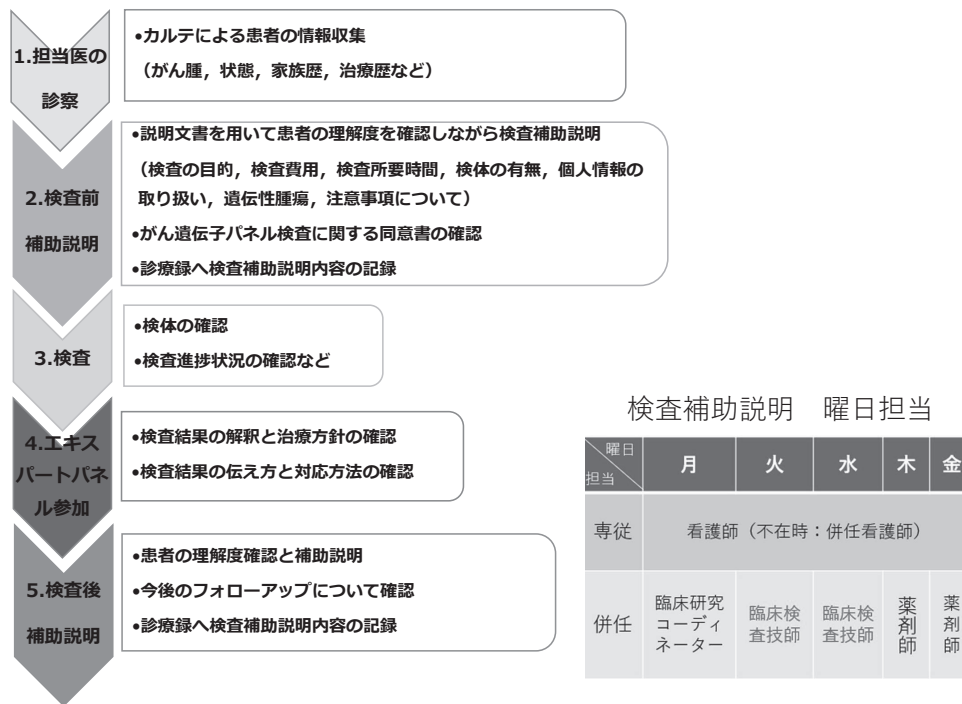 1.担当医の
診察
•カルテによる患者の情報収集
（がん腫，状態，家族歴，治療歴など）
2.検査前
補助説明
•説明文書を用いて患者の理解度を確認しながら検査補助説明
（検査の目的，検査費用，検査所要時間，検体の有無，個人情報の
取り扱い，遺伝性腫瘍，注意事項について）
•がん遺伝子パネル検査に関する同意書の確認
•診療録へ検査補助説明内容の記録
3.検査
•検体の確認
•検査進捗状況の確認など
4.エキス
パートパネ
ル参加
•検査結果の解釈と治療方針の確認
•検査結果の伝え方と対応方法の確認
5.検査後
補助説明
•患者の理解度確認と補助説明
•今後のフォローアップについて確認
•診療録へ検査補助説明内容の記録
検査補助説明　曜日担当
曜日
担当
月 火 水 木 金
専従 看護師（不在時：併任看護師）
併任
臨床研究
コーディ
ネーター
臨床検
査技師
臨床検
査技師
薬剤師
薬剤師